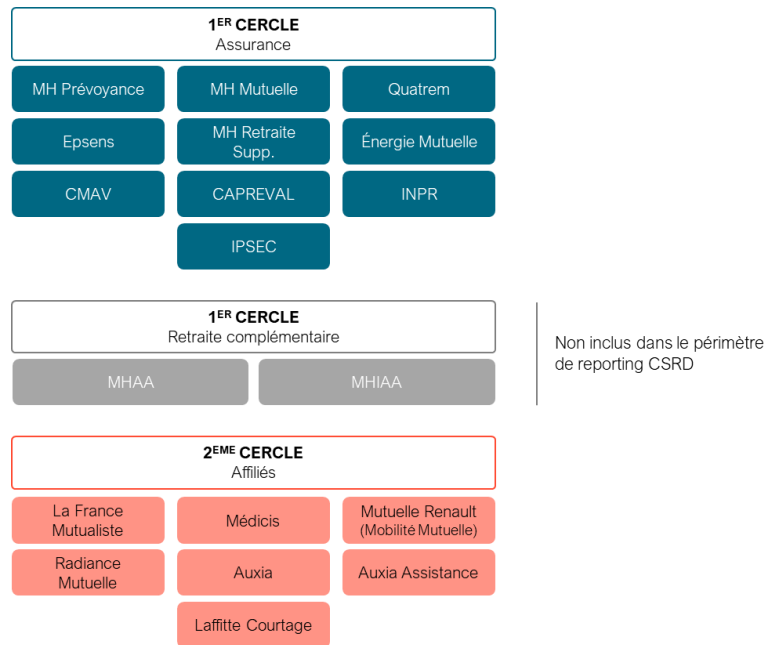 1ER CERCLE
Assurance
MH Prévoyance
MH Mutuelle
Quatrem
Epsens
MH Retraite
Supp.
Énergie Mutuelle
CMAV
CAPREVAL
INPR
IPSEC
1ER CERCLE
Retraite complémentaire
MHAA
MHIAA
Non inclus dans le périmètre
de reporting CSRD
2EME CERCLE
Affiliés
La France
Mutualiste
Médicis
Mutuelle Renault
(Mobilité Mutuelle)
Radiance
Mutuelle
Auxia
Auxia Assistance
Laffitte Courtage